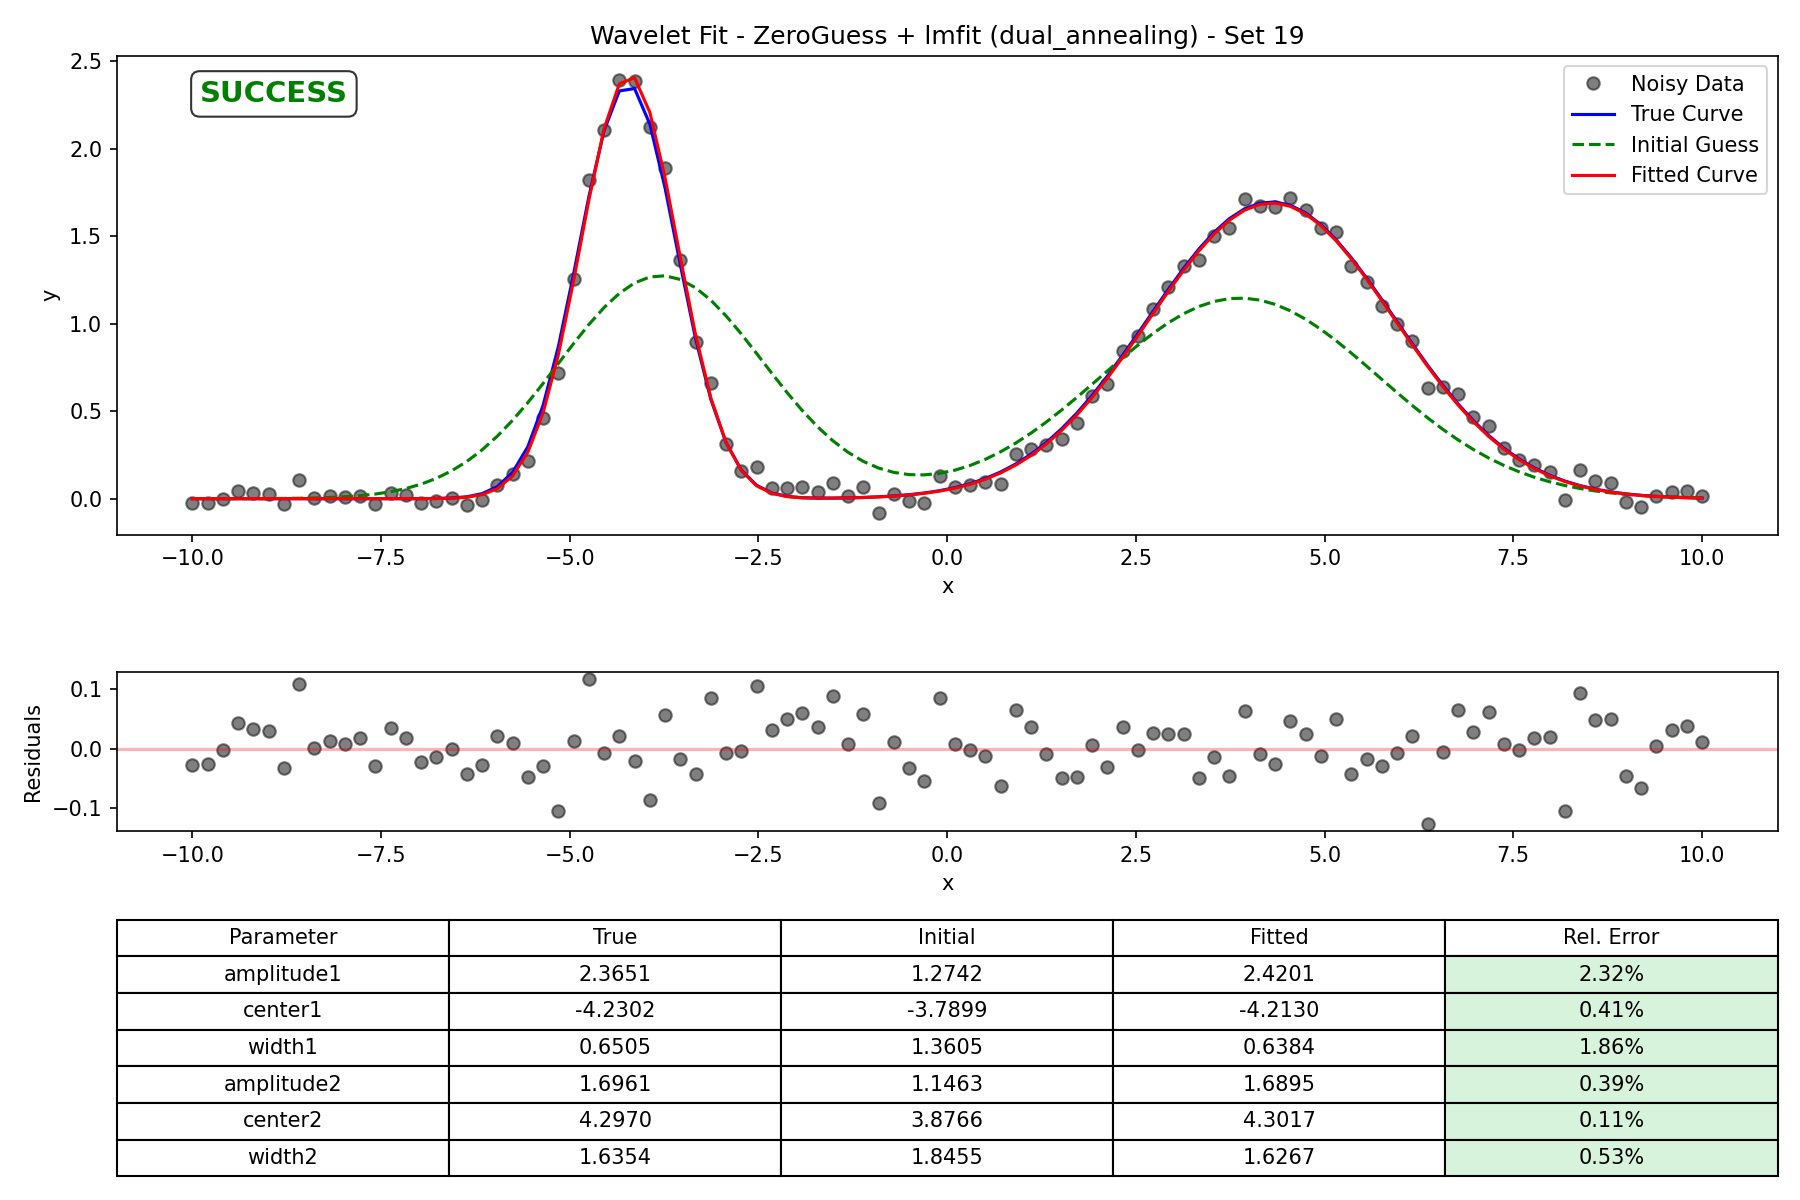 Wavelet Fit - ZeroGuess + lmfit (dual_annealing) - Set 19
SUCCESS
Noisy Data
True Curve
Initial Guess
Fitted Curve
2.5
2.0
1.5
1.0
0.5
0.0
y
−10.0 −7.5 −5.0 −2.5 0.0 2.5 5.0 7.5 10.0
x
0.1
0.0
−0.1
Residuals
−10.0 −7.5 −5.0 −2.5 0.0 2.5 5.0 7.5 10.0
x
Parameter True Initial Fitted Rel. Error
amplitude1 2.3651 1.2742 2.4201 2.32%
center1 -4.2302 -3.7899 -4.2130 0.41%
width1 0.6505 1.3605 0.6384 1.86%
amplitude2 1.6961 1.1463 1.6895 0.39%
center2 4.2970 3.8766 4.3017 0.11%
width2 1.6354 1.8455 1.6267 0.53%